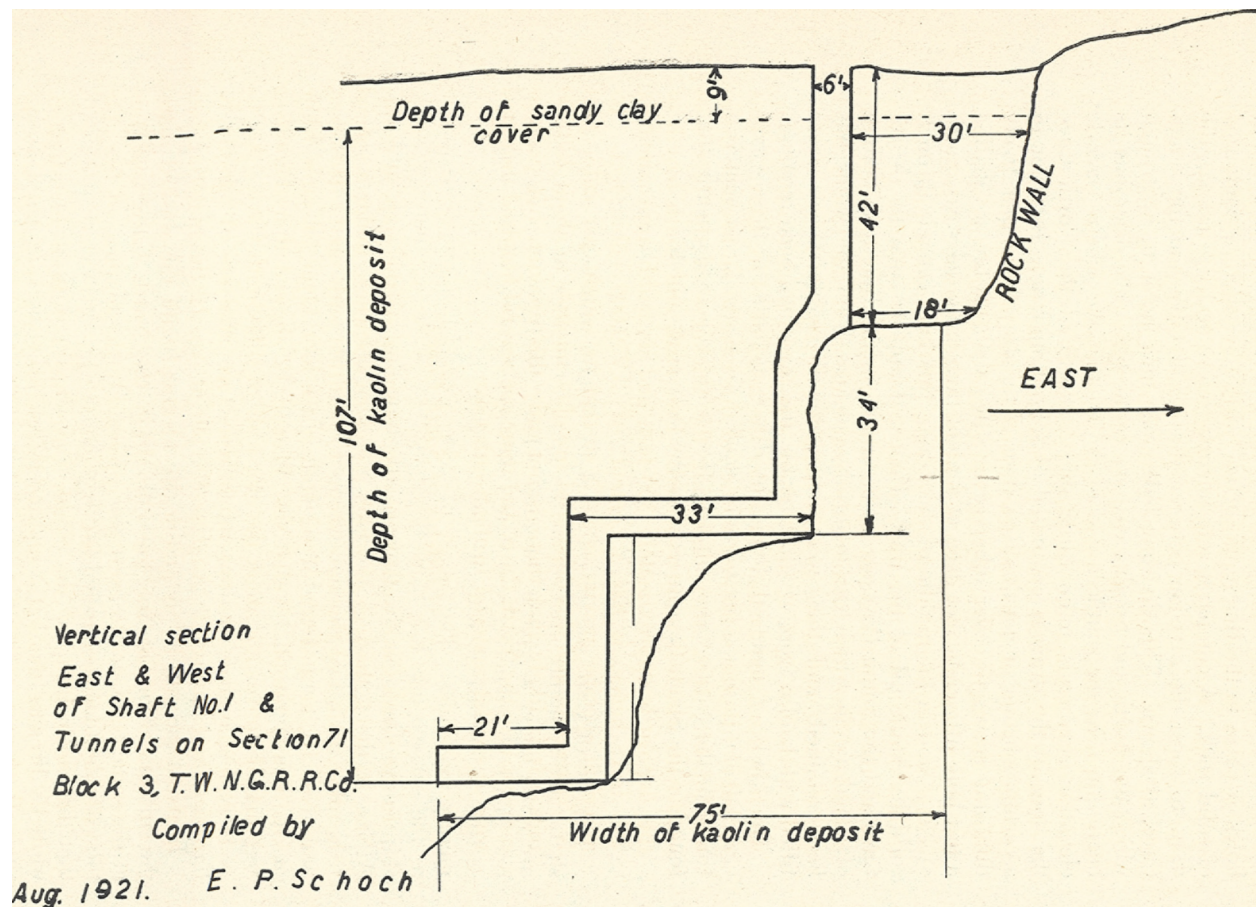 9'
6'
Depth of sandy clay
cover
30'
42'
ROCK WALL
18'
Depth of kaolin deposit
107'
EAST
34'
33'
21'
Vertical section
East & West
of Shaft No.1 &
Tunnels on Section 71
Block 3, T.W.N.G.R.R.Co.
Compiled by
E. P. Schoch
Aug. 1921.
75'
Width of kaolin deposit